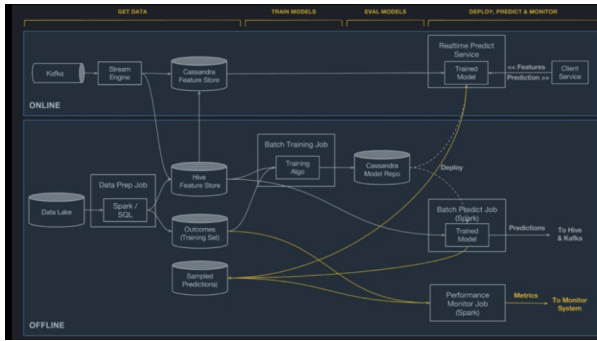 GET DATA
TRAIN MODELS
EVAL MODELS
DEPLOY, PREDICT & MONITOR
Realtime Predict
Service
Kafka
Stream
Engine
Cassandra
Feature Store
Trained
Model
<< Features
Prediction >>
Client
Service
ONLINE
Batch Training Job
Training
Algo
Cassandra
Model Repo
Deploy
Hive
Feature Store
Data Prep Job
Data Lake
Spark /
SQL
Outcomes
(Training Set)
Batch Predict Job
(Spark)
Trained
Model
Predictions
To Hive
& Kafka
Sampled
Predictions)
Performance
Monitor Job
(Spark)
Metrics
To Monitor
System
OFFLINE